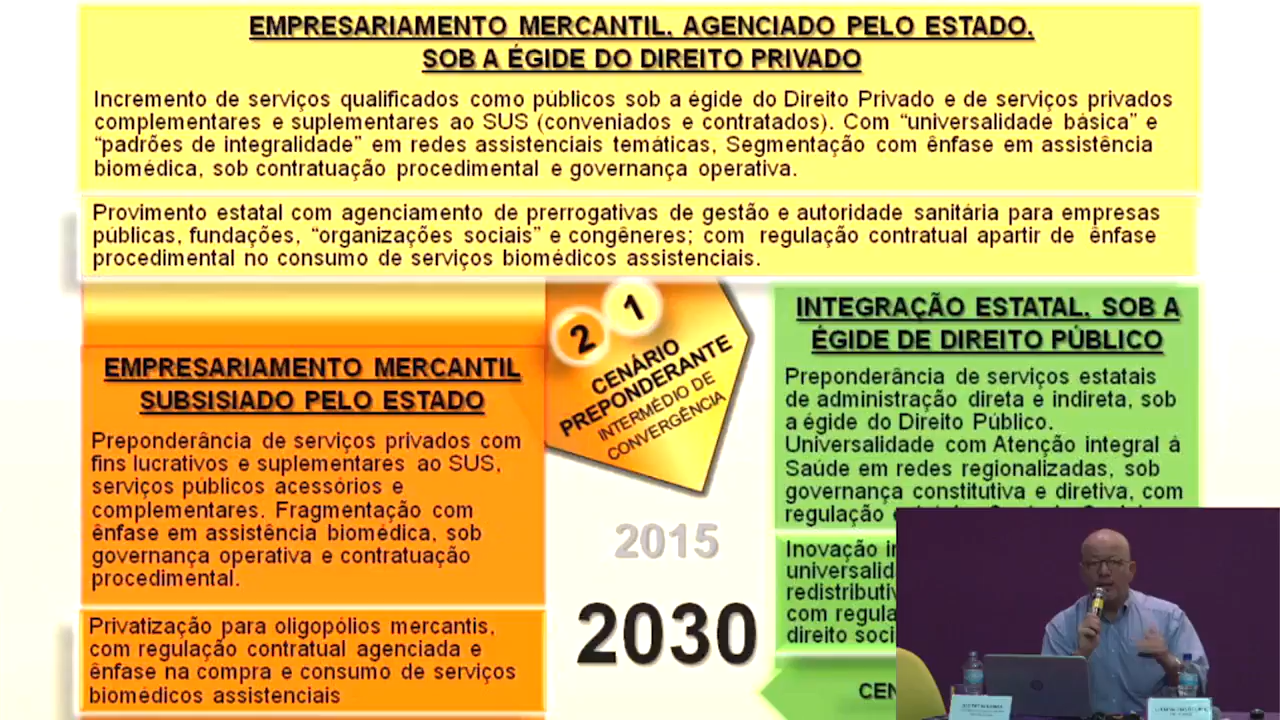 EMPRESARIAMENTO MERCANTIL, AGENCIADO PELO ESTADO,
SOB A ÉGIDE DO DIREITO PRIVADO
Incremento de serviços qualificados como públicos sob a égide do Direito Privado e de serviços privados
complementares e suplementares ao SUS (conveniados e contratados). Com “universalidade básica” e
“padrões de integralidade” em redes assistenciais temáticas, Segmentação com ênfase em assistência
biomédica, sob contratuação procedimental e governança operativa.
Provimento estatal com agenciamento de prerrogativas de gestão e autoridade sanitária para empresas
públicas, fundações, “organizações sociais” e congêneres; com regulação contratual apartir de ênfase
procedimental no consumo de serviços biomédicos assistenciais.
2 1
CENÁRIO
PREPONDERANTE
INTERMÉDIO DE
CONVERGÊNCIA
EMPRESARIAMENTO MERCANTIL
SUBSISIADO PELO ESTADO
Preponderância de serviços privados com
fins lucrativos e suplementares ao SUS,
serviços públicos acessórios e
complementares. Fragmentação com
ênfase em assistência biomédica, sob
governança operativa e contratuação
procedimental.
Privatização para oligopólios mercantis,
com regulação contratual agenciada e
ênfase na compra e consumo de serviços
biomédicos assistenciais
2015
2030
INTEGRAÇÃO ESTATAL, SOB A
ÉGIDE DE DIREITO PÚBLICO
Preponderância de serviços estatais
de administração direta e indireta, sob
a égide do Direito Público.
Universalidade com Atenção integral á
Saúde em redes regionalizadas, sob
governança constitutiva e diretiva, com
regulação
Inovação
universalid
redistributiv
com regula
direito soci
CEN